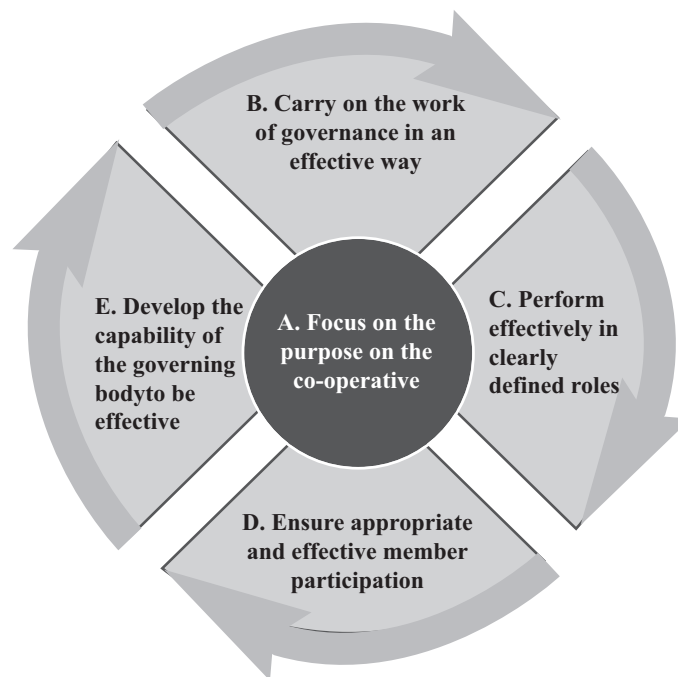 B. Carry on the work
of governance in an
effective way
E. Develop the
capability of
the governing
bodyto be
effective
A. Focus on the
purpose on the
co-operative
C. Perform
effectively in
clearly
defined roles
D. Ensure appropriate
and effective member
participation